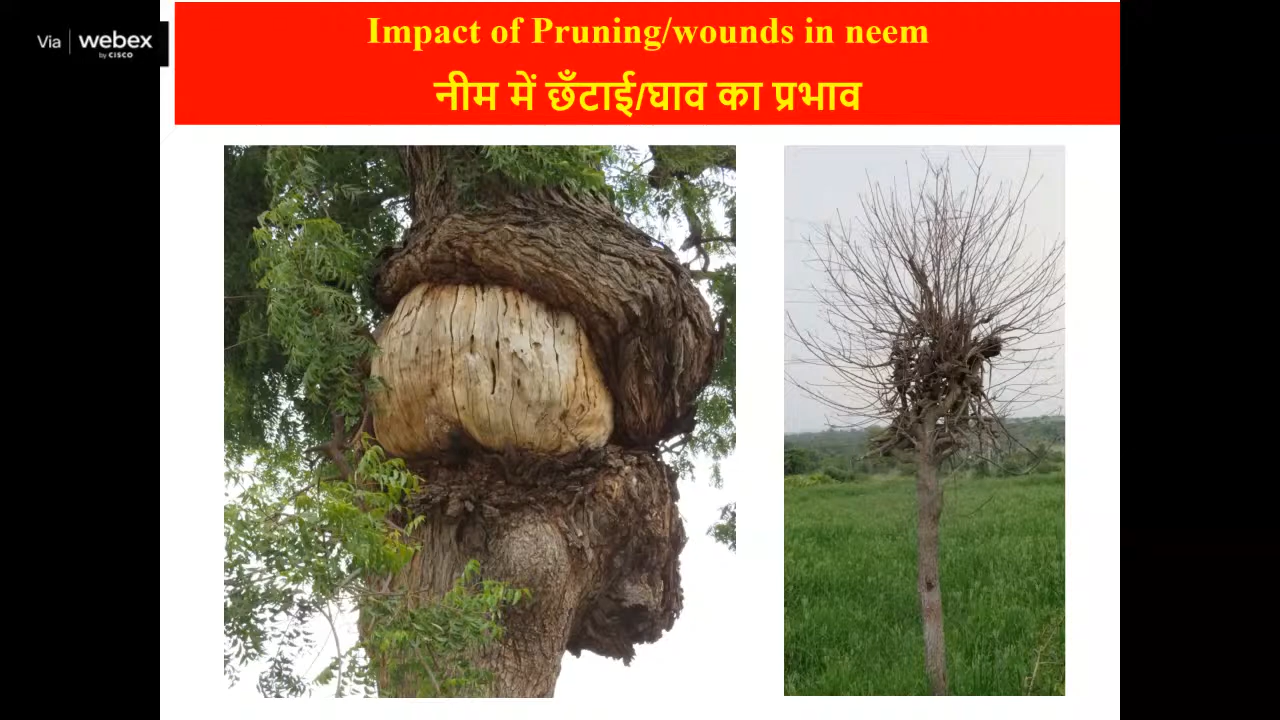 Via webex
by CISCO
Impact of Pruning/wounds in neem
नीम में छँटाई/घाव का प्रभाव